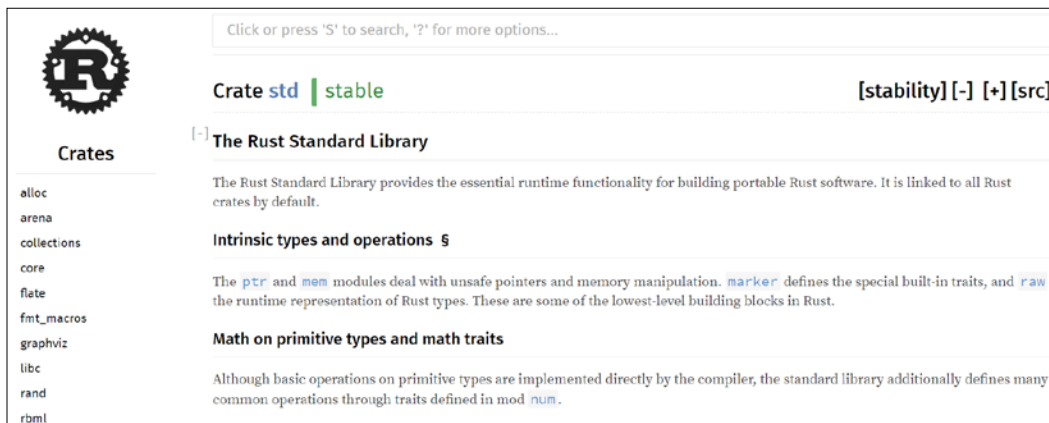 R
Crates
alloc
arena
collections
core
flate
fmt_macros
graphviz
libc
rand
rbml
Click or press 'S' to search, '?' for more options...
Crate std | stable
[stability] [-] [+] [src]
[-] The Rust Standard Library
The Rust Standard Library provides the essential runtime functionality for building portable Rust software. It is linked to all Rust
crates by default.
Intrinsic types and operations §
The ptr and mem modules deal with unsafe pointers and memory manipulation. marker defines the special built-in traits, and raw
the runtime representation of Rust types. These are some of the lowest-level building blocks in Rust.
Math on primitive types and math traits
Although basic operations on primitive types are implemented directly by the compiler, the standard library additionally defines many
common operations through traits defined in mod num.